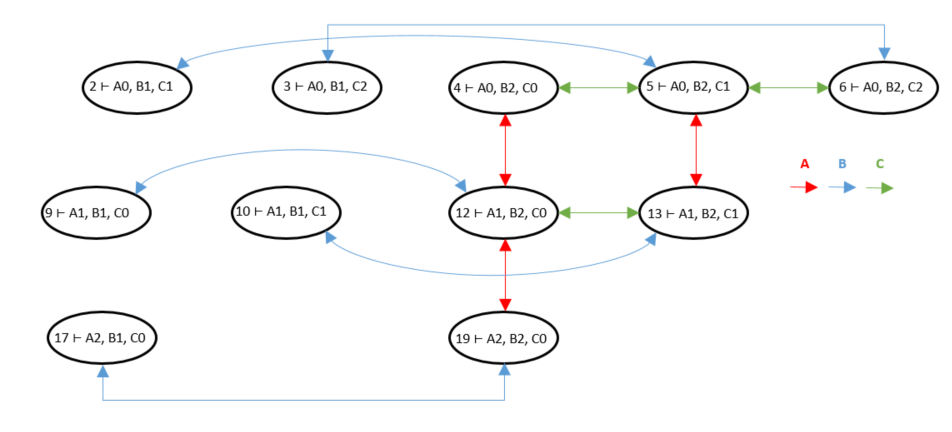 2 ⊢ A0, B1, C1
3 ⊢ A0, B1, C2
4 ⊢ A0, B2, C0
5 ⊢ A0, B2, C1
6 ⊢ A0, B2, C2
A B C
9 ⊢ A1, B1, C0
10 ⊢ A1, B1, C1
12 ⊢ A1, B2, C0
13 ⊢ A1, B2, C1
17 ⊢ A2, B1, C0
19 ⊢ A2, B2, C0